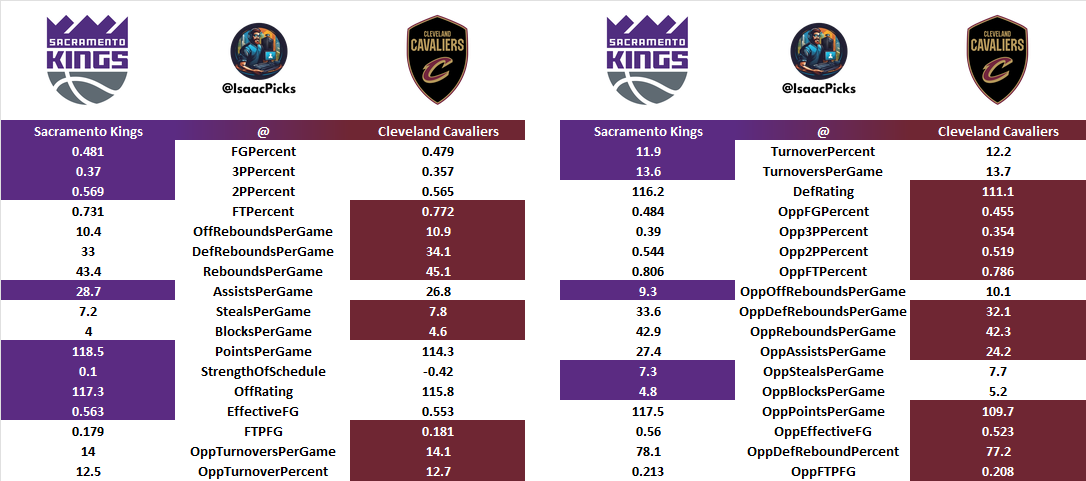 SACRAMENTO
KINGS
@IsaacPicks
CLEVELAND
CAVALIERS
C
SACRAMENTO
KINGS
@IsaacPicks
CLEVELAND
CAVALIERS
C
Sacramento Kings @ Cleveland Cavaliers
0.481 FGPercent 0.479
0.37 3PPercent 0.357
0.569 2PPercent 0.565
0.731 FTPercent 0.772
10.4 OffReboundsPerGame 10.9
33 DefReboundsPerGame 34.1
43.4 ReboundsPerGame 45.1
28.7 AssistsPerGame 26.8
7.2 StealsPerGame 7.8
4 BlocksPerGame 4.6
118.5 PointsPerGame 114.3
0.1 StrengthOfSchedule -0.42
117.3 OffRating 115.8
0.563 EffectiveFG 0.553
0.179 FTPFG 0.181
14 OppTurnoversPerGame 14.1
12.5 OppTurnoverPercent 12.7
Sacramento Kings @ Cleveland Cavaliers
11.9 TurnoverPercent 12.2
13.6 TurnoversPerGame 13.7
116.2 DefRating 111.1
0.484 OppFGPercent 0.455
0.39 Opp3PPercent 0.354
0.544 Opp2PPercent 0.519
0.806 OppFTPercent 0.786
9.3 OppOffReboundsPerGame 10.1
33.6 OppDefReboundsPerGame 32.1
42.9 OppReboundsPerGame 42.3
27.4 OppAssistsPerGame 24.2
7.3 OppStealsPerGame 7.7
4.8 OppBlocksPerGame 5.2
117.5 OppPointsPerGame 109.7
0.56 OppEffectiveFG 0.523
78.1 OppDefReboundPercent 77.2
0.213 OppFTPFG 0.208